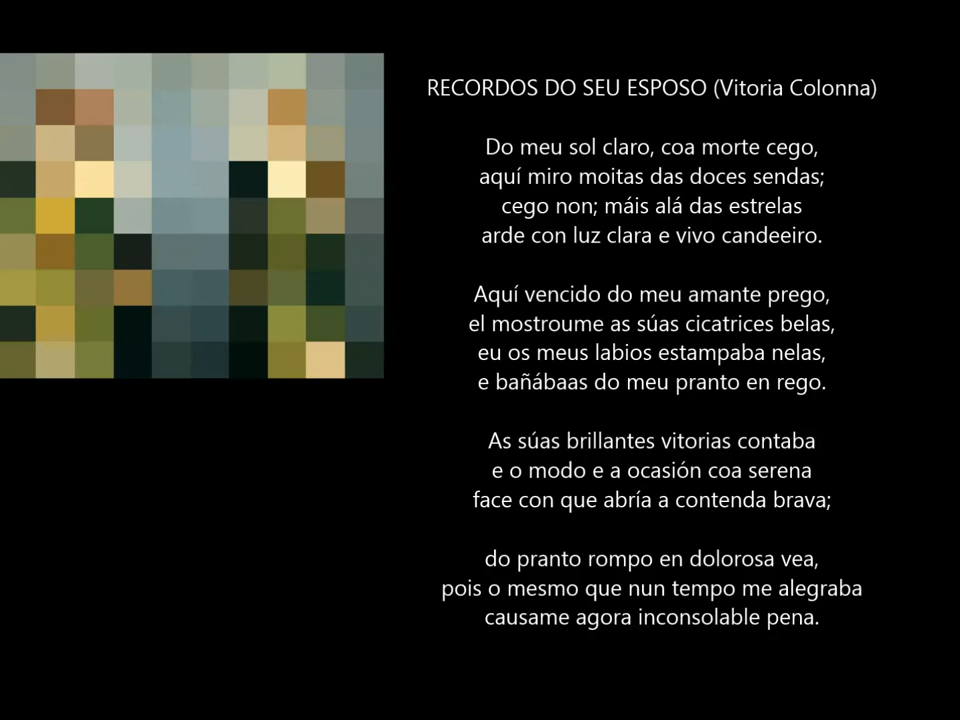 RECORDOS DO SEU ESPOSO (Vitoria Colonna)
Do meu sol claro, coa morte cego,
aquí miro moitas das doces sendas;
cego non; máis alá das estrelas
arde con luz clara e vivo candeeiro.
Aquí vencido do meu amante prego,
el mostroume as súas cicatrices belas,
eu os meus labios estampaba nelas,
e bañábaas do meu pranto en rego.
As súas brillantes vitorias contaba
e o modo e a ocasión coa serena
face con que abría a contenda brava;
do pranto rompo en dolorosa vea,
pois o mesmo que nun tempo me alegraba
causame agora inconsolable pena.